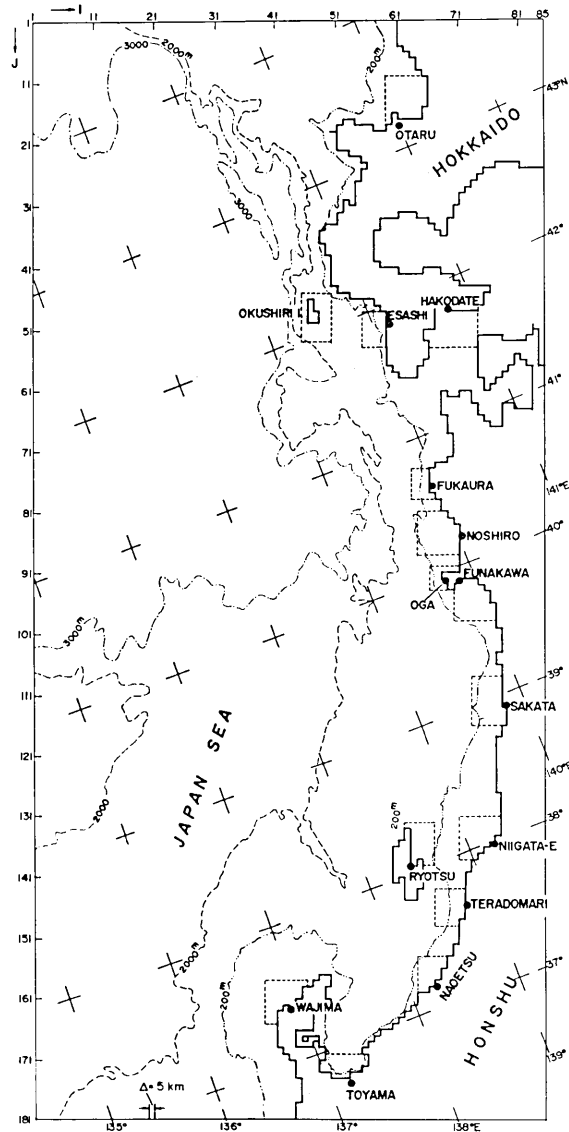 I
1 11 21 31 41 51 61 71 81 85
J
3000
2000m
200m
11
43°N
OTARU
HOKKAIDO
21
31
3000
42°
41
HAKODATE
OKUSHIRI I.
ESASHI
51
61
41°
71
FUKAURA
141°E
81
40°
NOSHIRO
91
FUNAKAWA
OGA
3000m
101
39°
111
SAKATA
JAPAN SEA
121
140°E
2000
131
38°
200m
NIIGATA-E
RYOTSU
141
TERADOMARI
151
2000m
37°
NAOETSU
200m
HONSHU
161
WAJIMA
139°
171
TOYAMA
Δ= 5 km
181
135° 136° 137° 138°E